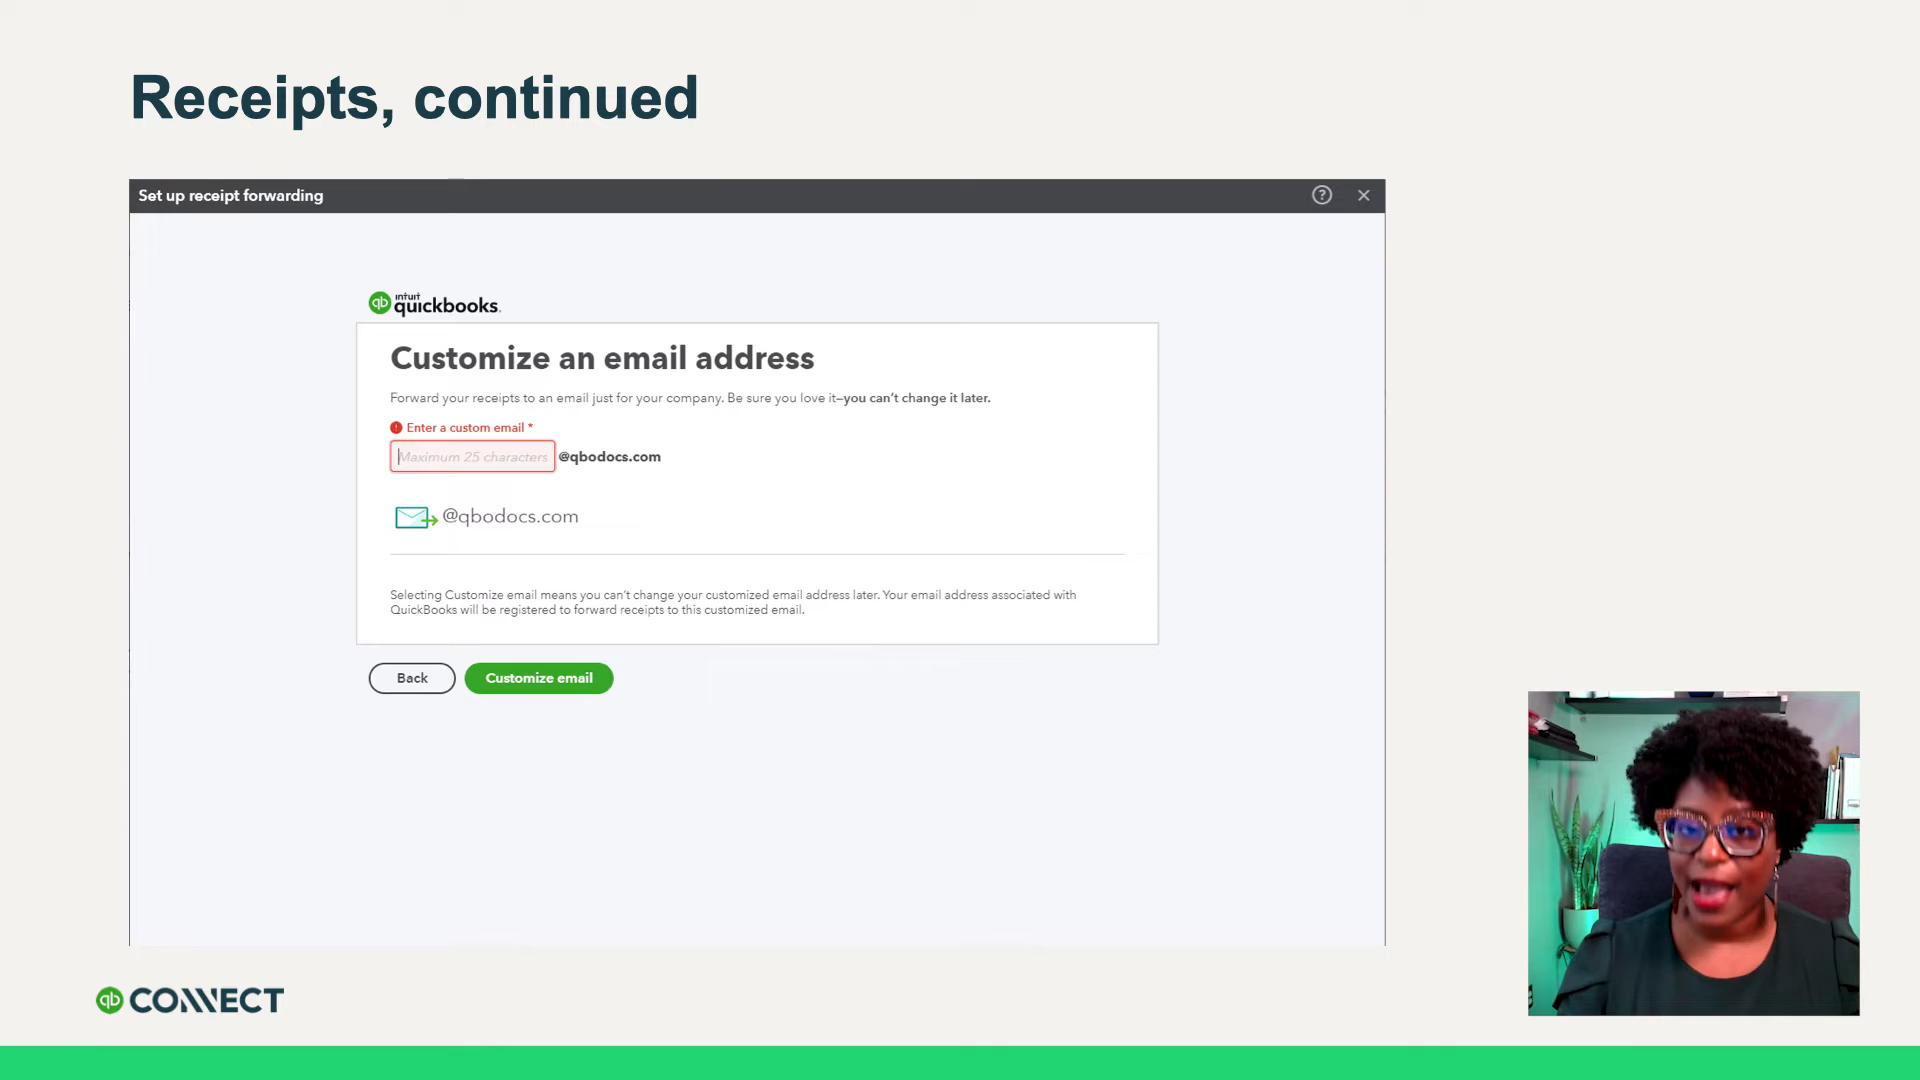 Receipts, continued
Set up receipt forwarding
?
qb
intuit
quickbooks.
Customize an email address
Forward your receipts to an email just for your company. Be sure you love it–you can't change it later.
! Enter a custom email *
Maximum 25 characters @qbodocs.com
@qbodocs.com
Selecting Customize email means you can't change your customized email address later. Your email address associated with
QuickBooks will be registered to forward receipts to this customized email.
Back Customize email
qb CONNECT